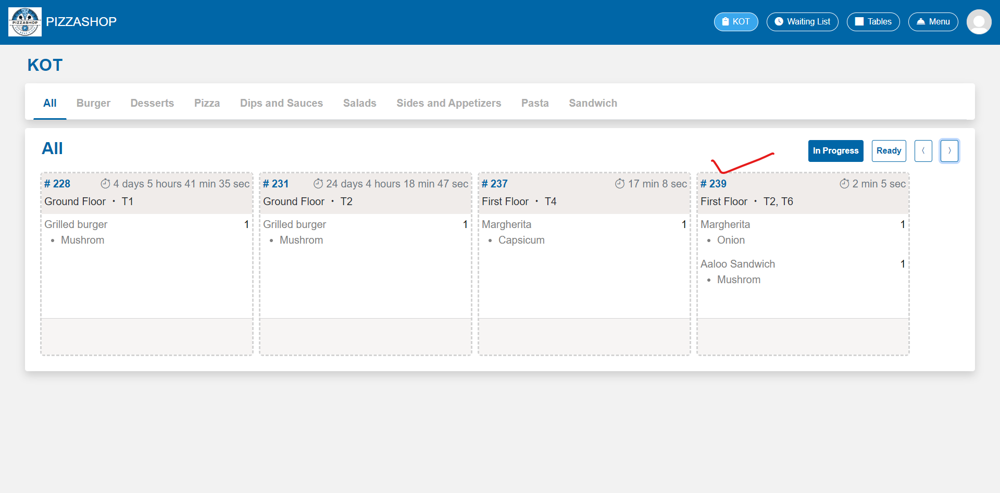 PIZZASHOP
PIZZASHOP
KOT
Waiting List
Tables
Menu
KOT
All
Burger
Desserts
Pizza
Dips and Sauces
Salads
Sides and Appetizers
Pasta
Sandwich
All
In Progress
Ready
# 228
4 days 5 hours 41 min 35 sec
Ground Floor • T1
Grilled burger 1
• Mushrom
# 231
24 days 4 hours 18 min 47 sec
Ground Floor • T2
Grilled burger 1
• Mushrom
# 237
17 min 8 sec
First Floor • T4
Margherita 1
• Capsicum
# 239
2 min 5 sec
First Floor • T2, T6
Margherita 1
• Onion
Aaloo Sandwich 1
• Mushrom